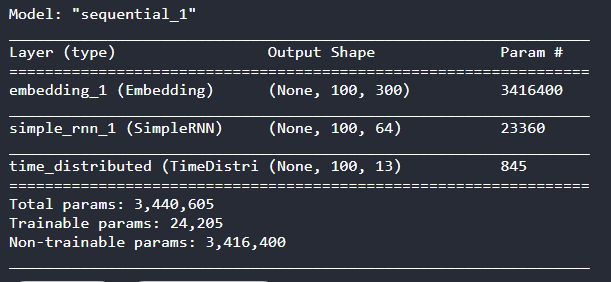 Model: "sequential_1"
_________________________________________________________________
Layer (type)                 Output Shape              Param #
=================================================================
embedding_1 (Embedding)      (None, 100, 300)          3416400
_________________________________________________________________
simple_rnn_1 (SimpleRNN)     (None, 100, 64)           23360
_________________________________________________________________
time_distributed (TimeDistri (None, 100, 13)           845
=================================================================
Total params: 3,440,605
Trainable params: 24,205
Non-trainable params: 3,416,400
_________________________________________________________________